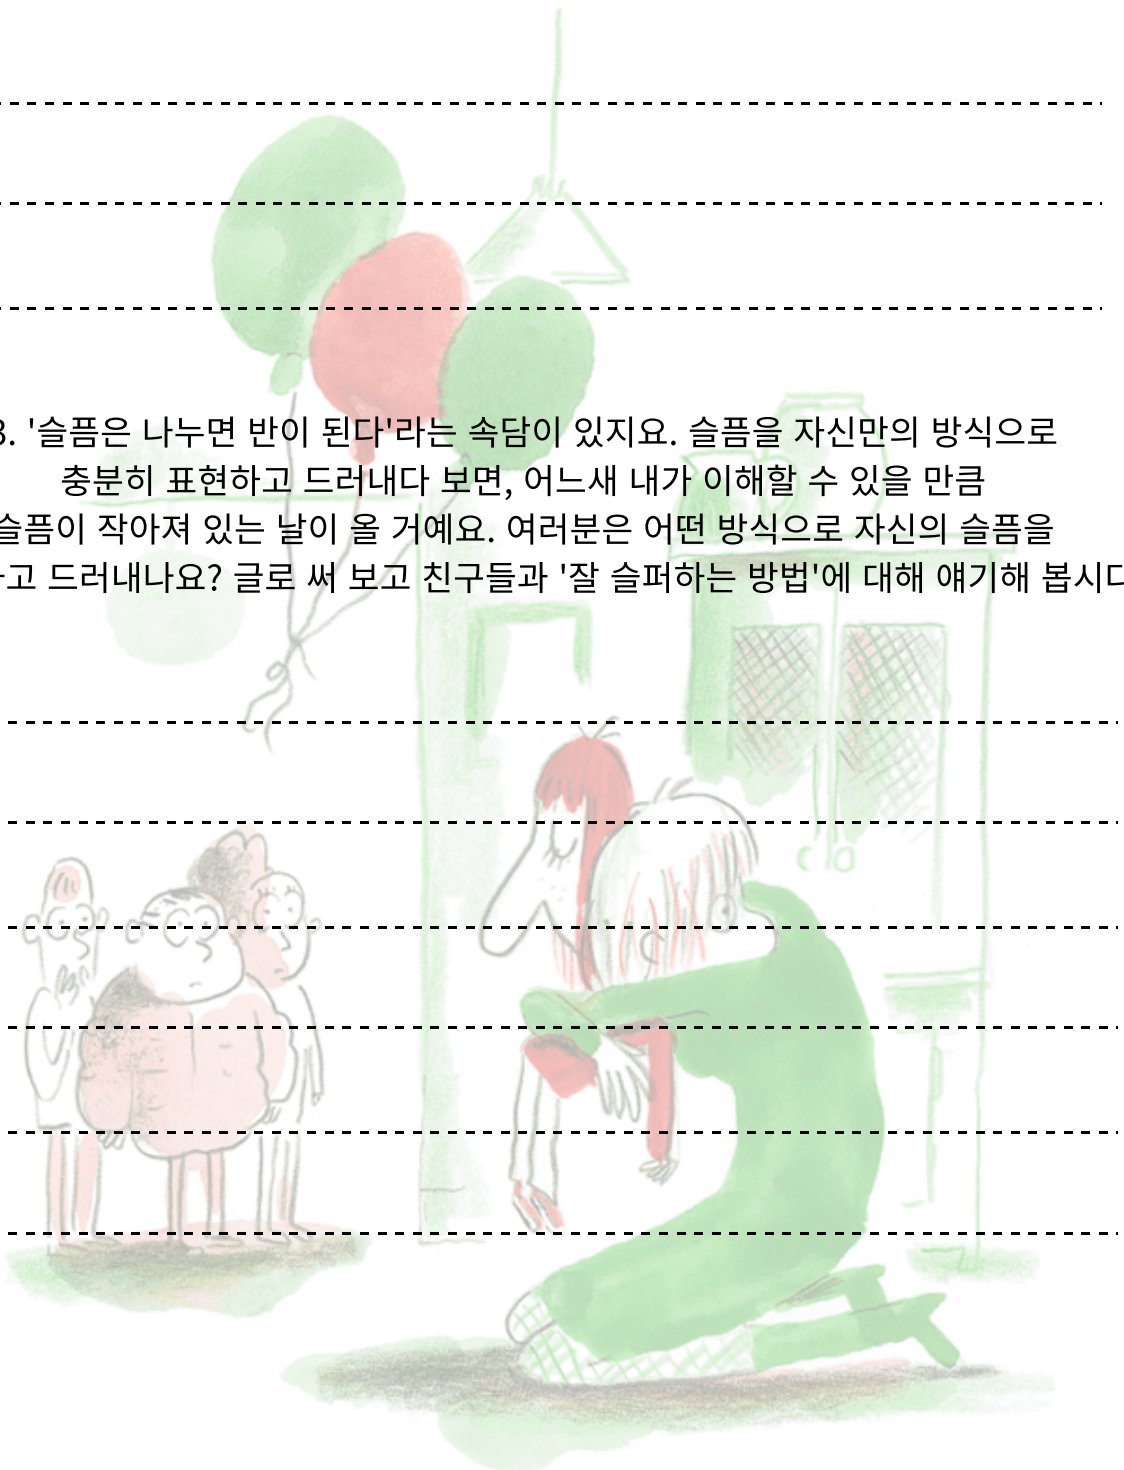 3. '슬픔은 나누면 반이 된다'라는 속담이 있지요. 슬픔을 자신만의 방식으로
충분히 표현하고 드러내다 보면, 어느새 내가 이해할 수 있을 만큼
슬픔이 작아져 있는 날이 올 거예요. 여러분은 어떤 방식으로 자신의 슬픔을
고 드러내나요? 글로 써 보고 친구들과 '잘 슬퍼하는 방법'에 대해 얘기해 봅시다